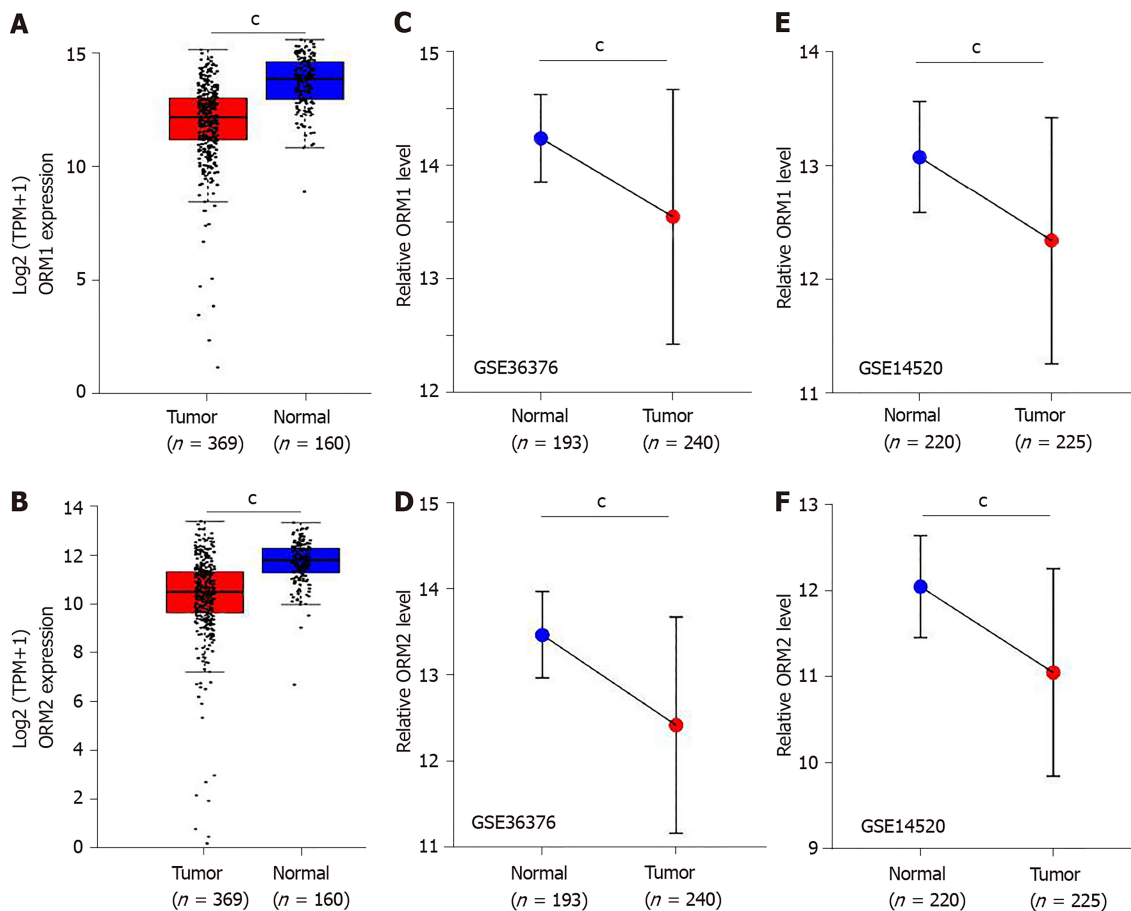 A
c
Log2 (TPM+1)
ORM1 expression
15
10
5
0
Tumor
(n = 369)
Normal
(n = 160)
C
c
Relative ORM1 level
15
14
13
12
GSE36376
Normal
(n = 193)
Tumor
(n = 240)
E
c
Relative ORM1 level
14
13
12
11
GSE14520
Normal
(n = 220)
Tumor
(n = 225)
B
c
Log2 (TPM+1)
ORM2 expression
14
12
10
8
6
4
2
0
Tumor
(n = 369)
Normal
(n = 160)
D
c
Relative ORM2 level
15
14
13
12
11
GSE36376
Normal
(n = 193)
Tumor
(n = 240)
F
c
Relative ORM2 level
13
12
11
10
9
GSE14520
Normal
(n = 220)
Tumor
(n = 225)